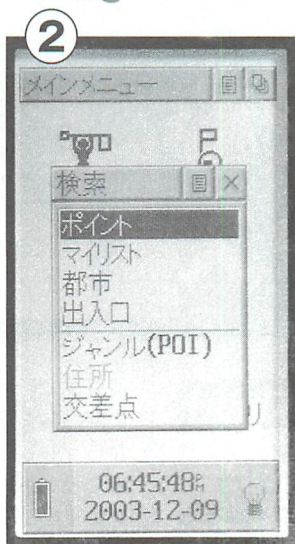 2
メインメニュー
検索
ポイント
マイリスト
都市
出入口
ジャンル(POI)
住所
交差点
リ
06:45:48
2003-12-09